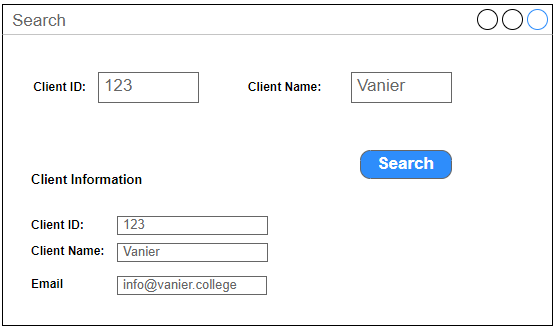 Search
Client ID: 123 Client Name: Vanier
Search
Client Information
Client ID: 123
Client Name: Vanier
Email info@vanier.college